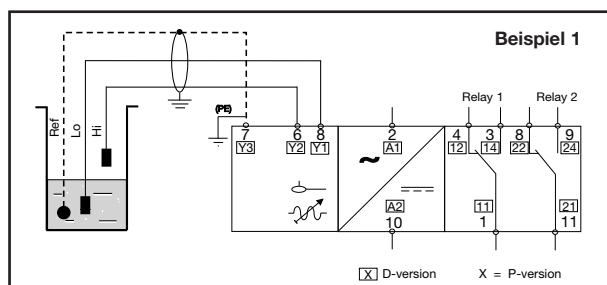 Beispiel 1
Relay 1 Relay 2
Ref
Lo
Hi
(PE)
7 6 8 2 4 3 8 9
Y3 Y2 Y1 A1 12 14 22 24
~
A2 11 21
10 1 11
X D-version X = P-version